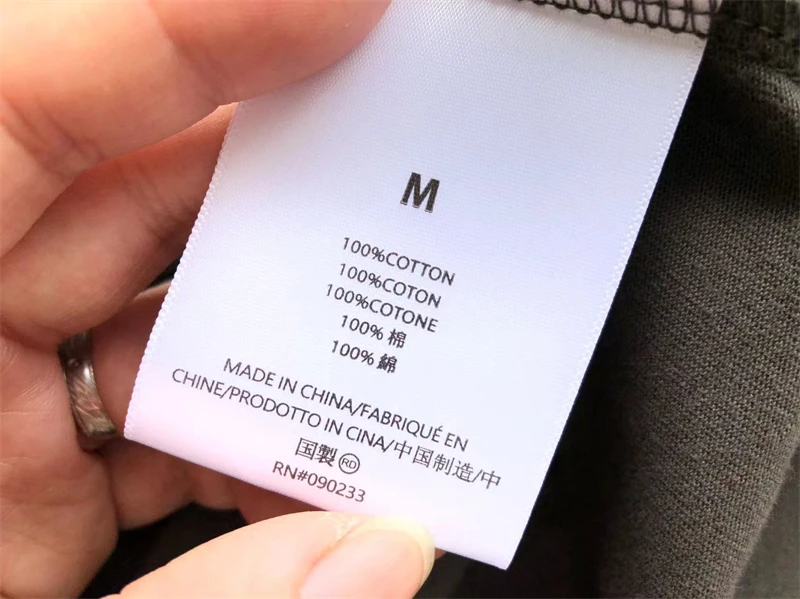 M
100%COTTON
100%COTON
100%COTONE
100% 棉
100% 綿
MADE IN CHINA/FABRIQUÉ EN
CHINE/PRODOTTO IN CINA/中国制造/中
国製 RD
RN#090233